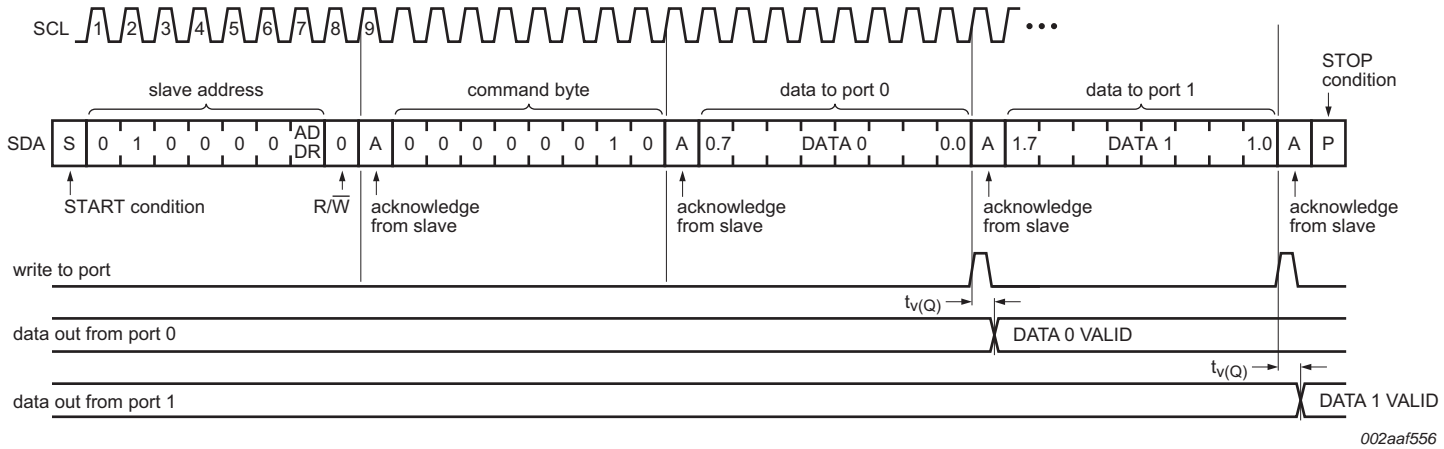 SCL 1 2 3 4 5 6 7 8 9 •••
STOP
condition
slave address command byte data to port 0 data to port 1
SDA S 0 1 0 0 0 0 AD DR 0 A 0 0 0 0 0 0 1 0 A 0.7 DATA 0 0.0 A 1.7 DATA 1 1.0 A P
START condition R/W̅ acknowledge from slave acknowledge from slave acknowledge from slave acknowledge from slave
write to port
tv(Q)
data out from port 0 DATA 0 VALID
tv(Q)
data out from port 1 DATA 1 VALID
002aaf556